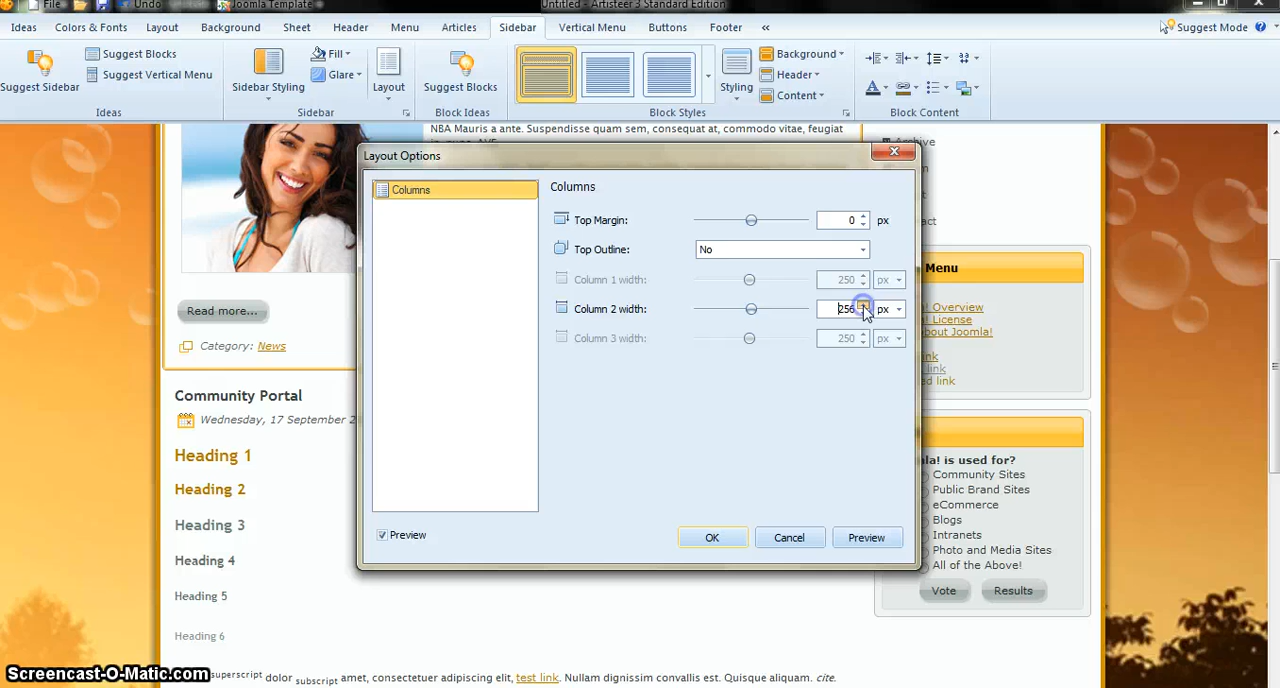 File Undo Joomla Template Untitled - Artisteer 3 Standard Edition
Ideas Colors & Fonts Layout Background Sheet Header Menu Articles Sidebar Vertical Menu Buttons Footer « Suggest Mode
Suggest Sidebar Suggest Blocks Suggest Vertical Menu
Sidebar Styling Fill Glare Layout
Suggest Blocks
Styling Background Header Content
Ideas Sidebar Block Ideas Block Styles Block Content
NBA Mauris a ante. Suspendisse quam sem, consequat at, commodo vitae, feugiat
Layout Options
Columns
Columns
Top Margin: 0 px
Top Outline: No
Column 1 width: 250 px
Column 2 width: 256 px
Column 3 width: 250 px
Preview
OK Cancel Preview
Read more...
Category: News
Community Portal
Wednesday, 17 September 2
Heading 1
Heading 2
Heading 3
Heading 4
Heading 5
Heading 6
superscript dolor subscript amet, consectetuer adipiscing elit, test link. Nullam dignissim convallis est. Quisque aliquam. cite.
Menu
! Overview
! License
bout Joomla!
link
link
ed link
la! is used for?
Community Sites
Public Brand Sites
eCommerce
Blogs
Intranets
Photo and Media Sites
All of the Above!
Vote Results
Screencast-O-Matic.com